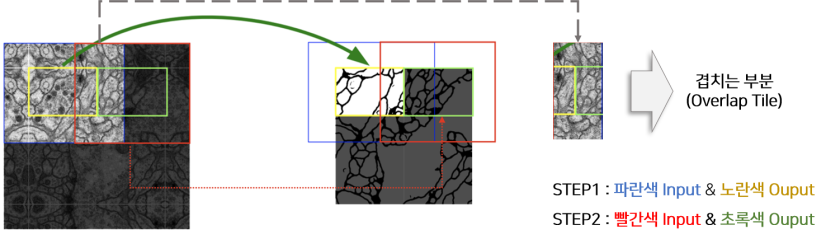 겹치는 부분
(Overlap Tile)
STEP1 : 파란색 Input & 노란색 Ouput
STEP2 : 빨간색 Input & 초록색 Ouput